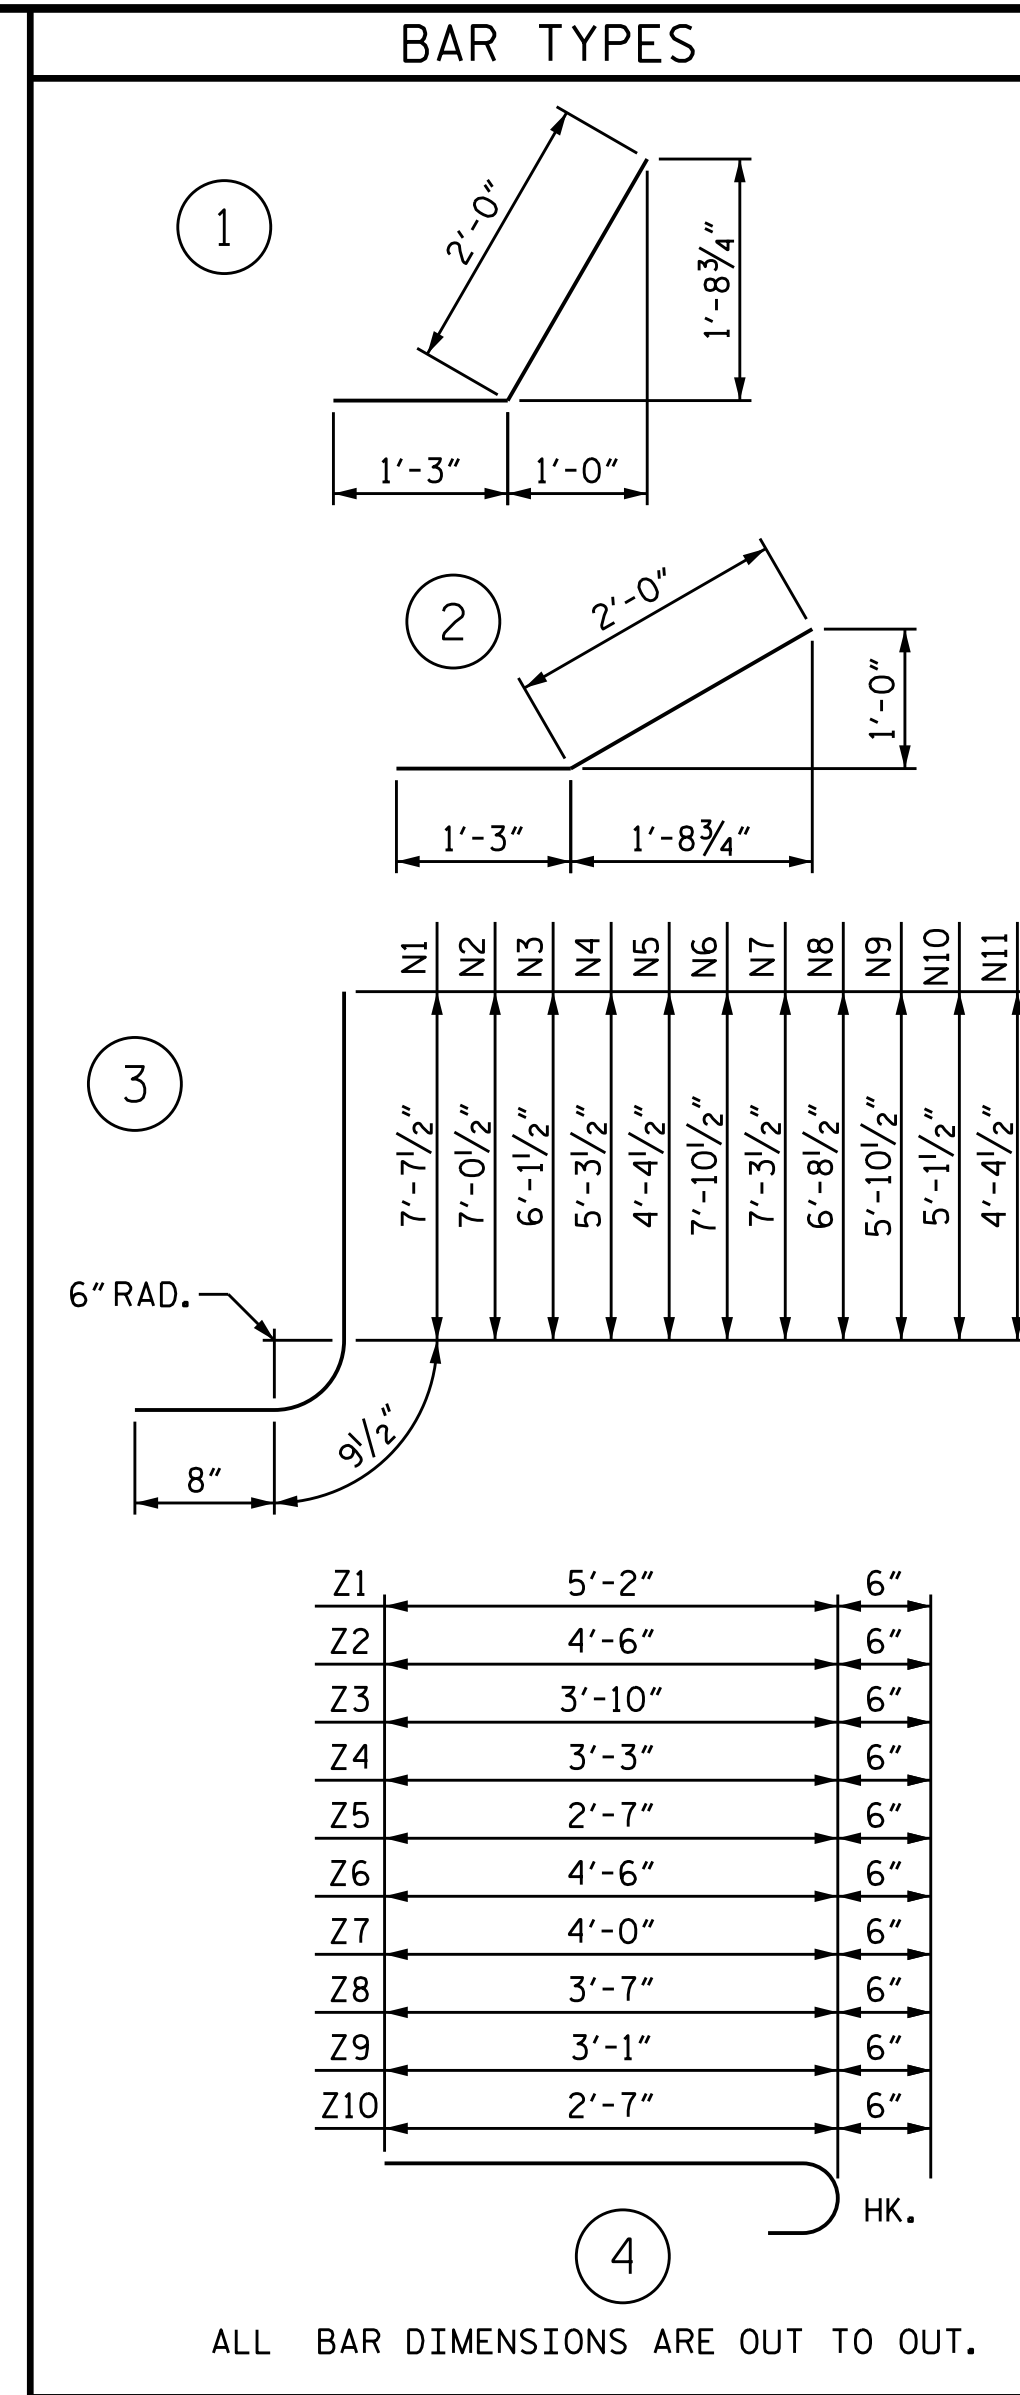 BAR TYPES
1
2'-0"
1'-8¾"
1'-3" 1'-0"
2
2'-0"
1'-0"
1'-3" 1'-8¾"
3
N1 N2 N3 N4 N5 N6 N7 N8 N9 N10 N11
7'-7½" 7'-0½" 6'-1½" 5'-3½" 4'-4½" 7'-10½" 7'-3½" 6'-8½" 5'-10½" 5'-1½" 4'-4½"
6" RAD.
9½"
8"
Z1 5'-2" 6"
Z2 4'-6" 6"
Z3 3'-10" 6"
Z4 3'-3" 6"
Z5 2'-7" 6"
Z6 4'-6" 6"
Z7 4'-0" 6"
Z8 3'-7" 6"
Z9 3'-1" 6"
Z10 2'-7" 6"
HK.
4
ALL BAR DIMENSIONS ARE OUT TO OUT.